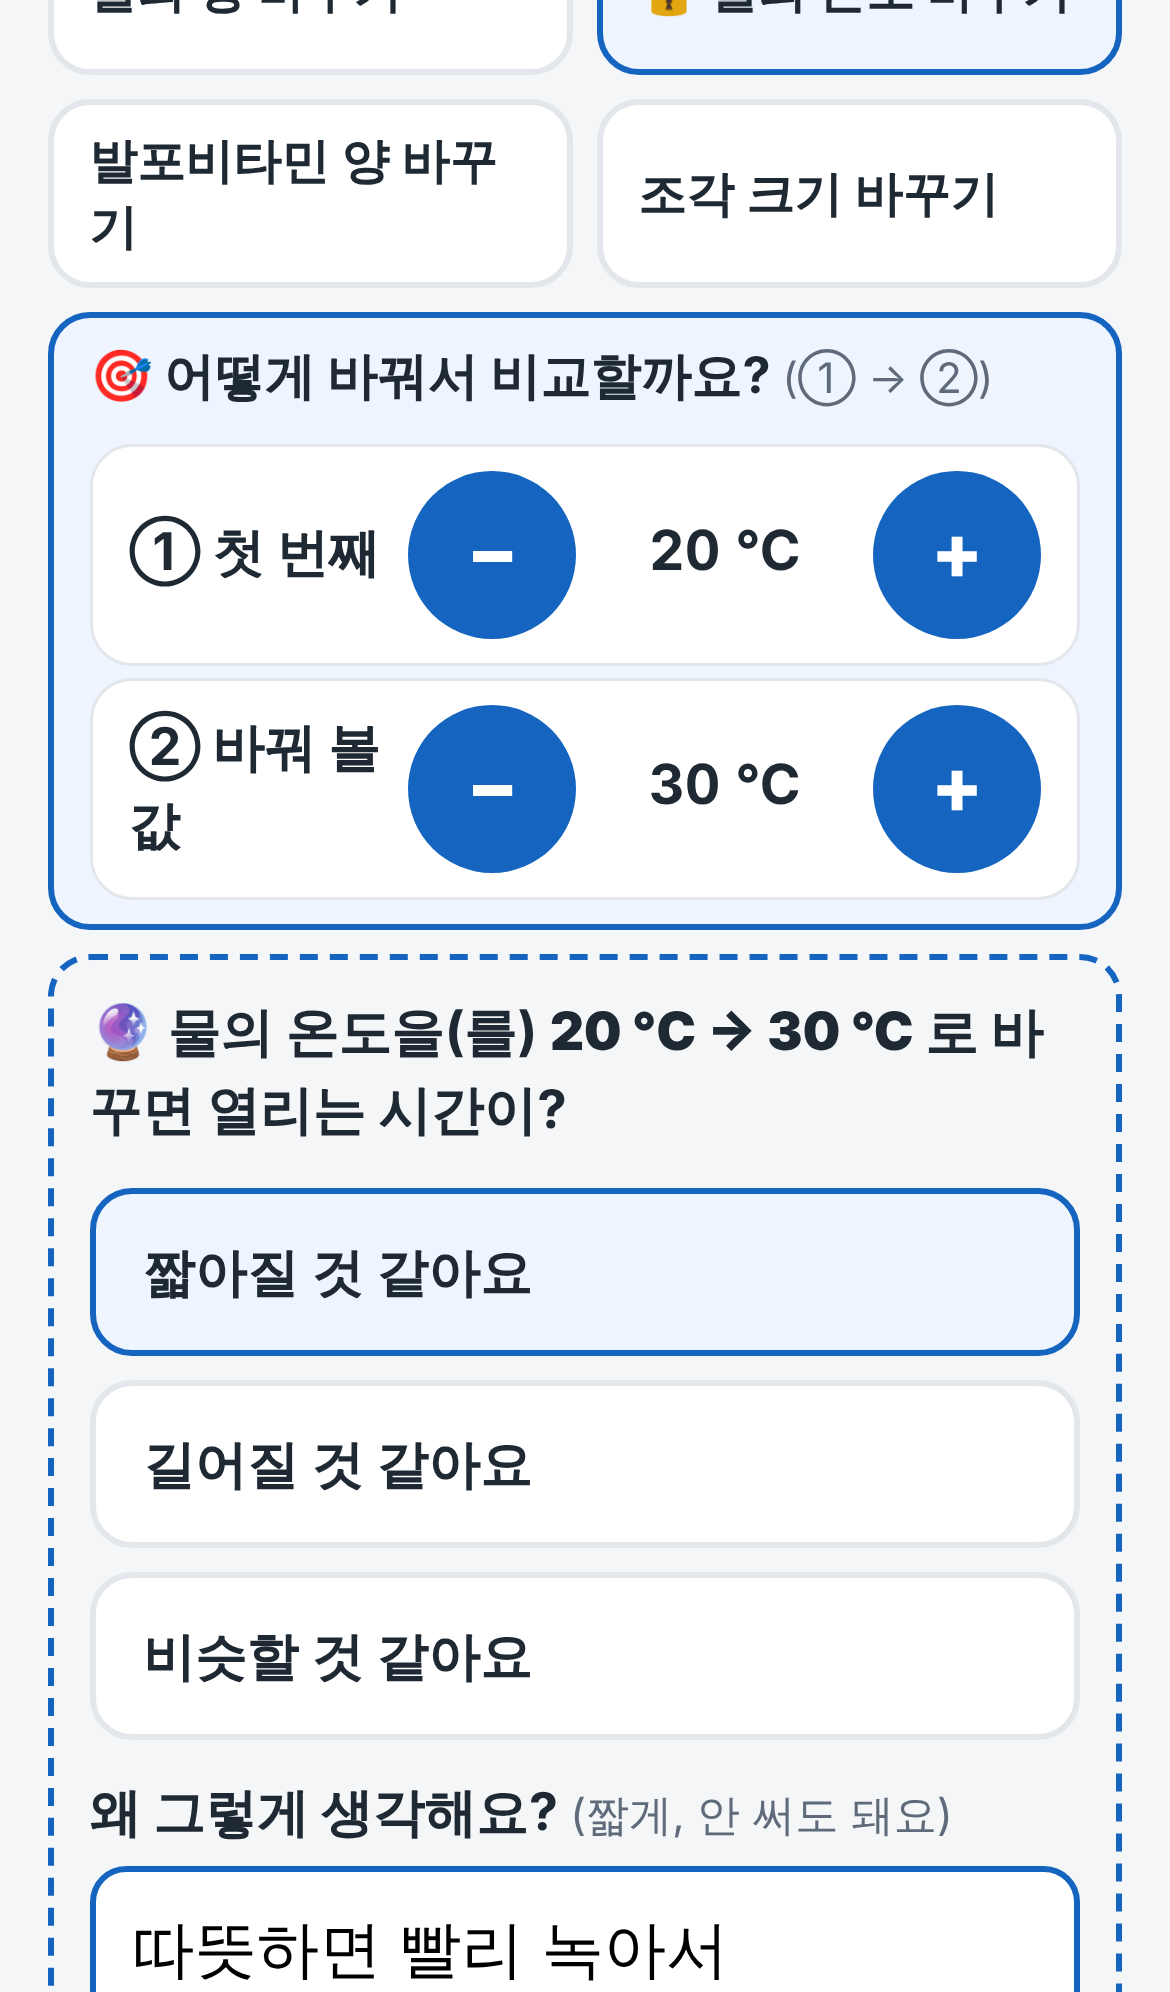 발포비타민 양 바꾸
기
조각 크기 바꾸기
🎯 어떻게 바꿔서 비교할까요? (① → ②)
① 첫 번째 − 20 °C +
② 바꿔 볼
값 − 30 °C +
🔮 물의 온도을(를) 20 °C → 30 °C 로 바
꾸면 열리는 시간이?
짧아질 것 같아요
길어질 것 같아요
비슷할 것 같아요
왜 그렇게 생각해요? (짧게, 안 써도 돼요)
따뜻하면 빨리 녹아서